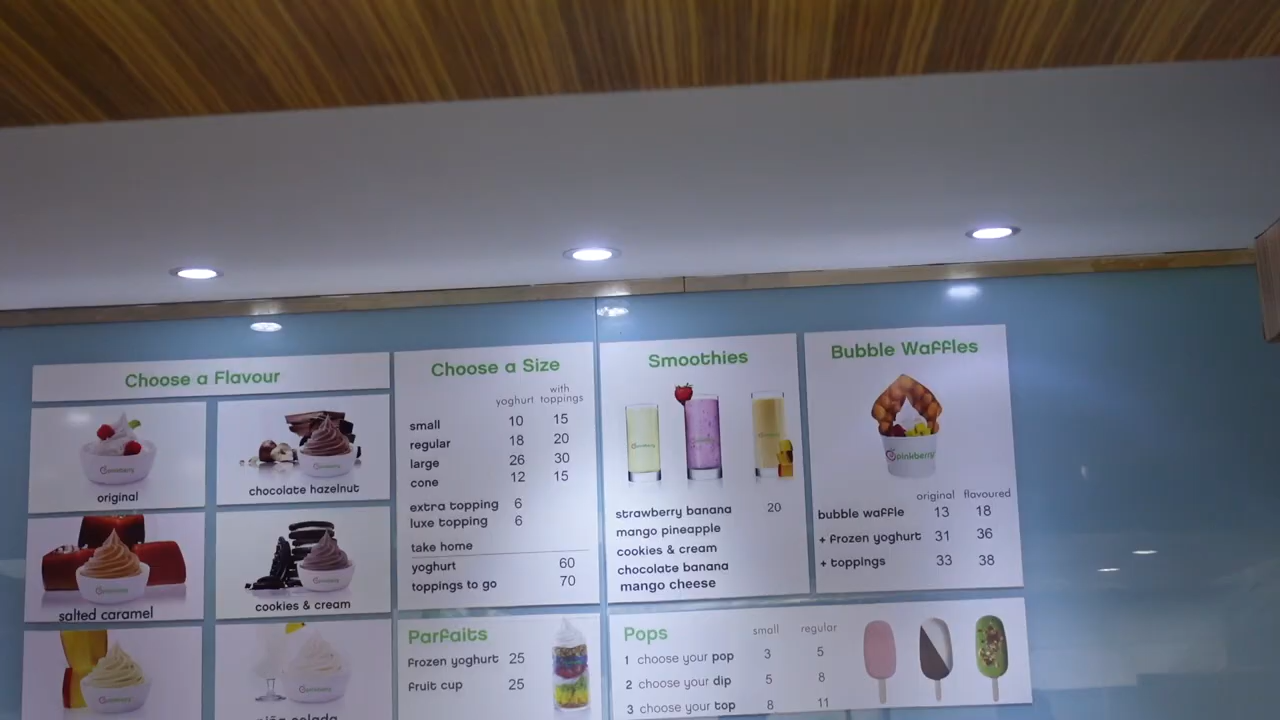 Choose a Flavour
pinkberry
original
chocolate hazelnut
salted caramel
cookies & cream
piña colada
Choose a Size
yoghurt with toppings
small 10 15
regular 18 20
large 26 30
cone 12 15
extra topping 6
luxe topping 6
take home
yoghurt 60
toppings to go 70
Parfaits
frozen yoghurt 25
fruit cup 25
Smoothies
strawberry banana 20
mango pineapple
cookies & cream
chocolate banana
mango cheese
Bubble Waffles
pinkberry
original flavoured
bubble waffle 13 18
+ frozen yoghurt 31 36
+ toppings 33 38
Pops small regular
1 choose your pop 3 5
2 choose your dip 5 8
3 choose your top 8 11